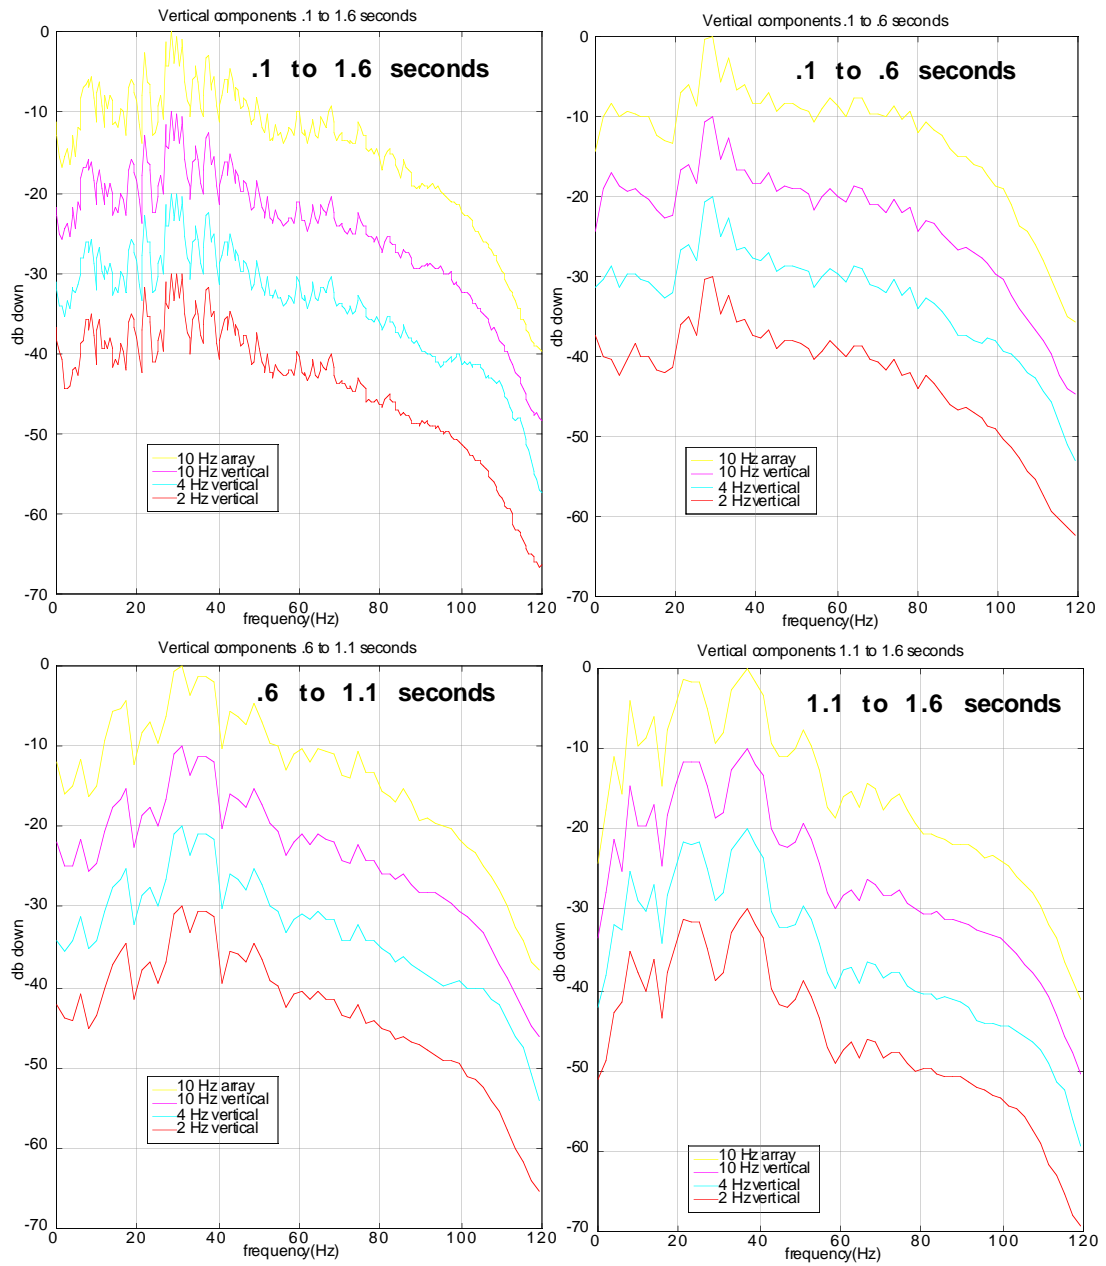 Vertical components .1 to 1.6 seconds
.1 to 1.6 seconds
-0
-10
-20
-30
-40
-50
-60
-70
db down
10 Hz array
10 Hz vertical
4 Hz vertical
2 Hz vertical
0 20 40 60 80 100 120
frequency(Hz)
Vertical components .1 to .6 seconds
.1 to .6 seconds
0
-10
-20
-30
-40
-50
-60
-70
db down
10 Hz array
10 Hz vertical
4 Hz vertical
2 Hz vertical
0 20 40 60 80 100 120
frequency(Hz)
Vertical components .6 to 1.1 seconds
.6 to 1.1 seconds
0
-10
-20
-30
-40
-50
-60
-70
db down
10 Hz array
10 Hz vertical
4 Hz vertical
2 Hz vertical
0 20 40 60 80 100 120
frequency(Hz)
Vertical components 1.1 to 1.6 seconds
1.1 to 1.6 seconds
0
-10
-20
-30
-40
-50
-60
-70
db down
10 Hz array
10 Hz vertical
4 Hz vertical
2 Hz vertical
0 20 40 60 80 100 120
frequency(Hz)